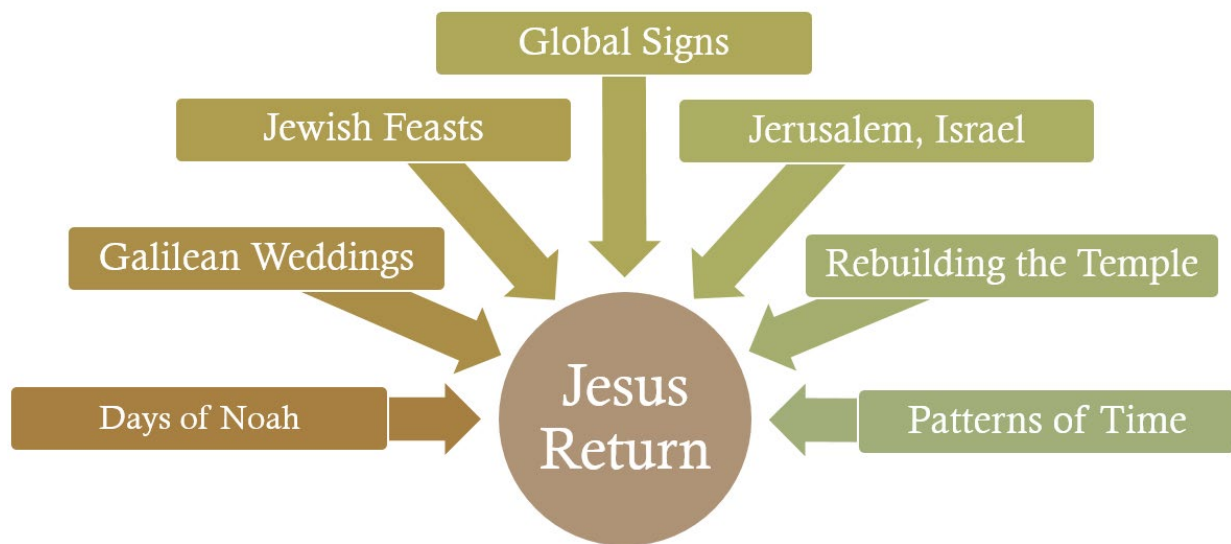 Global Signs
Jewish Feasts
Jerusalem, Israel
Galilean Weddings
Rebuilding the Temple
Days of Noah
Jesus
Return
Patterns of Time